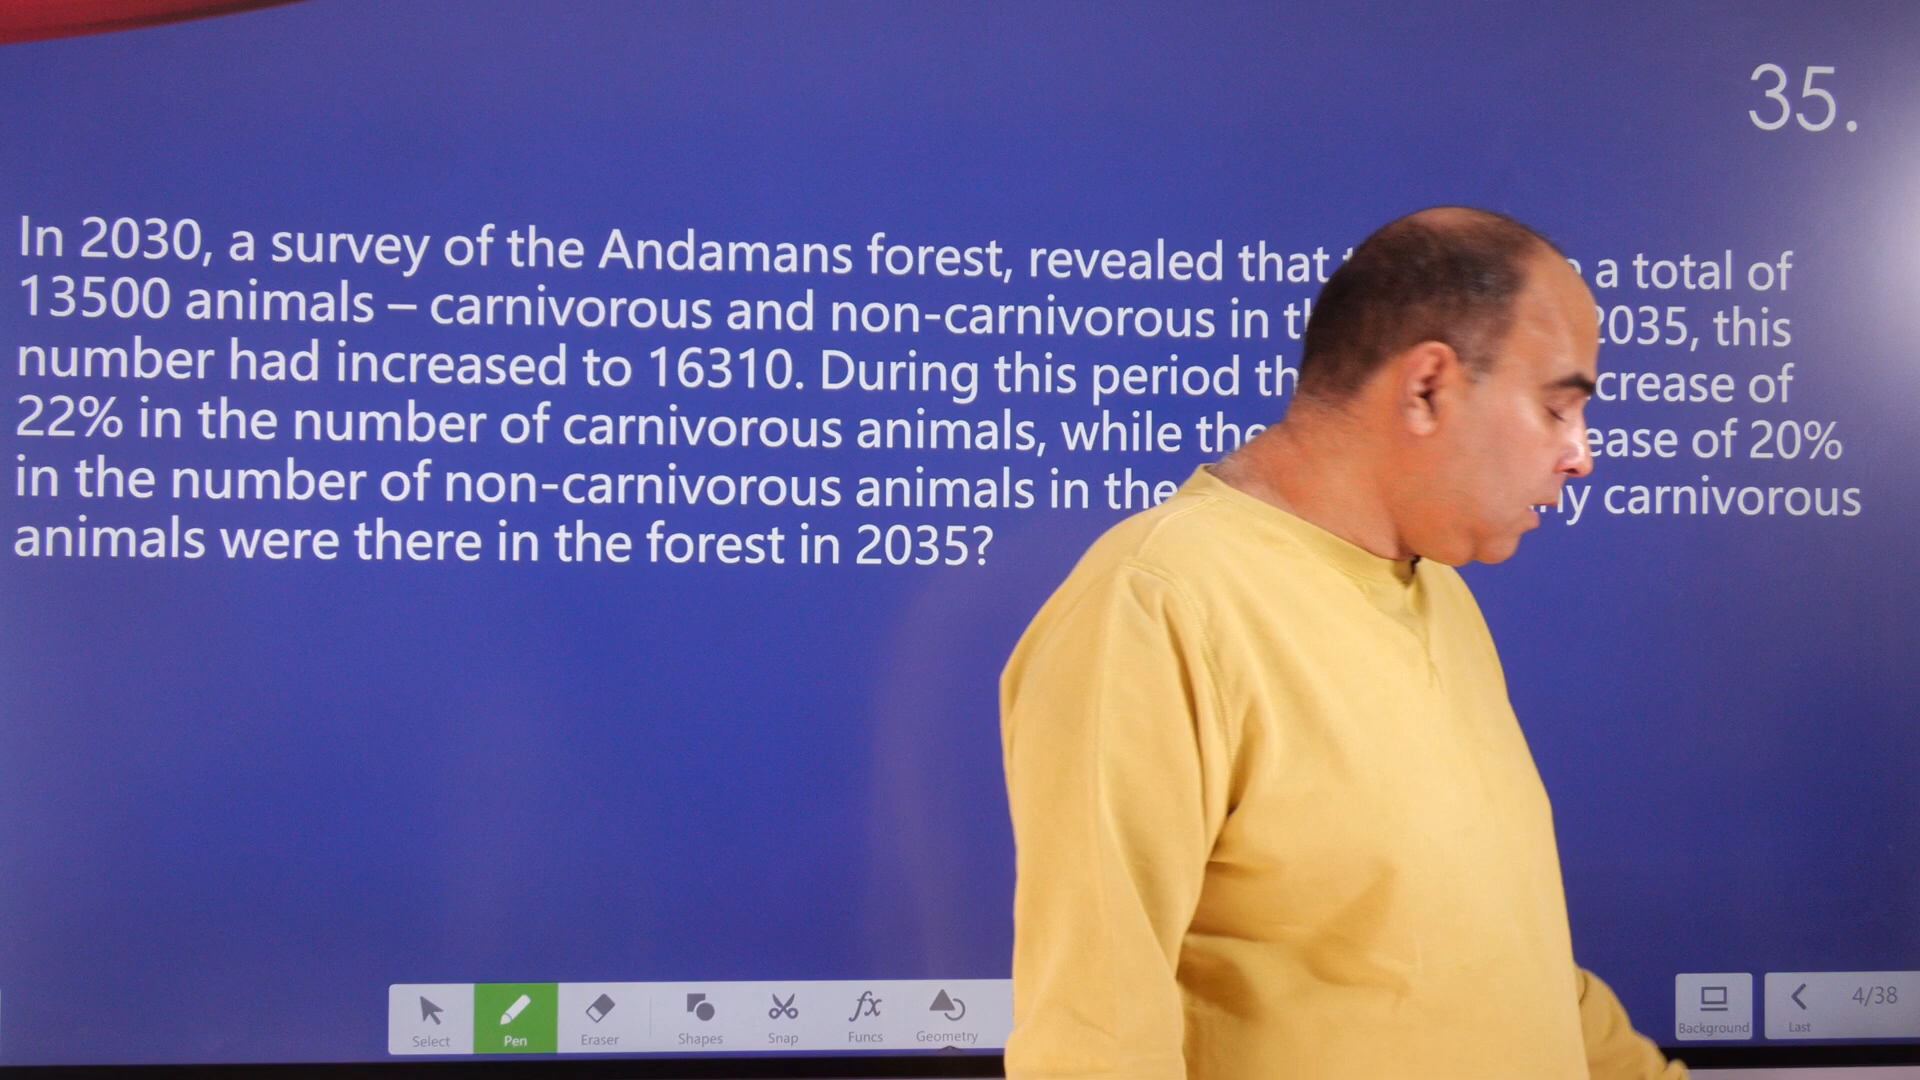 35.
In 2030, a survey of the Andamans forest, revealed that a total of
13500 animals – carnivorous and non-carnivorous in 2035, this
number had increased to 16310. During this period
22% in the number of carnivorous animals, while of 20%
in the number of non-carnivorous animals in the carnivorous
animals were there in the forest in 2035?
Select Pen Eraser Shapes Snap fx Funcs Geometry Background Last 4/38